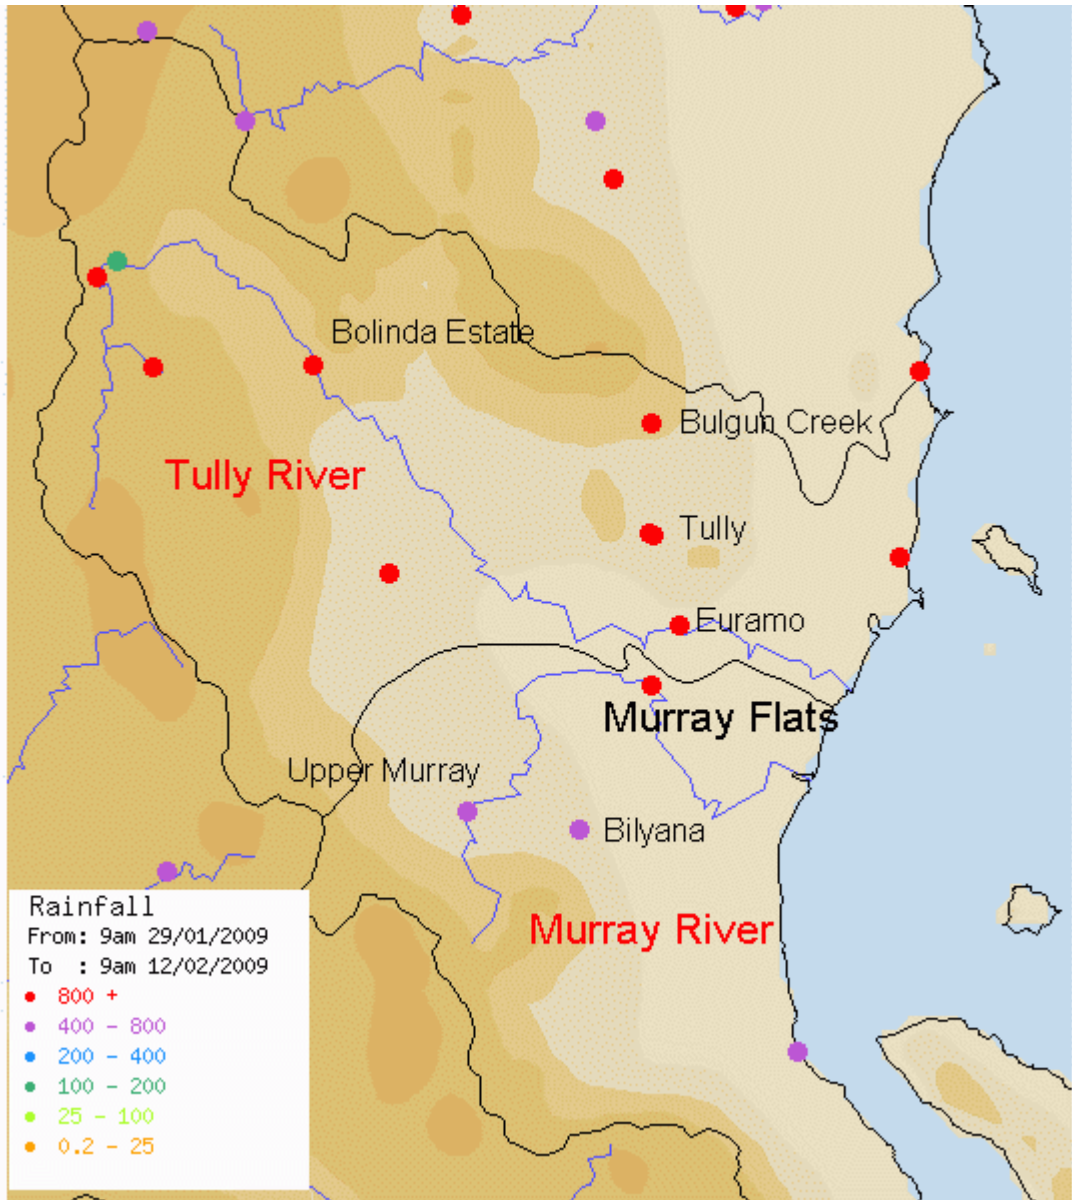 Bolinda Estate
Bulgun Creek
Tully River
Tully
Euramo
Murray Flats
Upper Murray
Bilyana
Murray River
Rainfall
From: 9am 29/01/2009
To  : 9am 12/02/2009
800 +
400 - 800
200 - 400
100 - 200
25 - 100
0.2 - 25